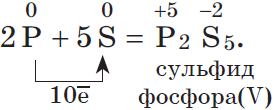 0 0 +5 −2
2 P + 5 S = P₂ S₅.
10ē
сульфид
фосфора(V)